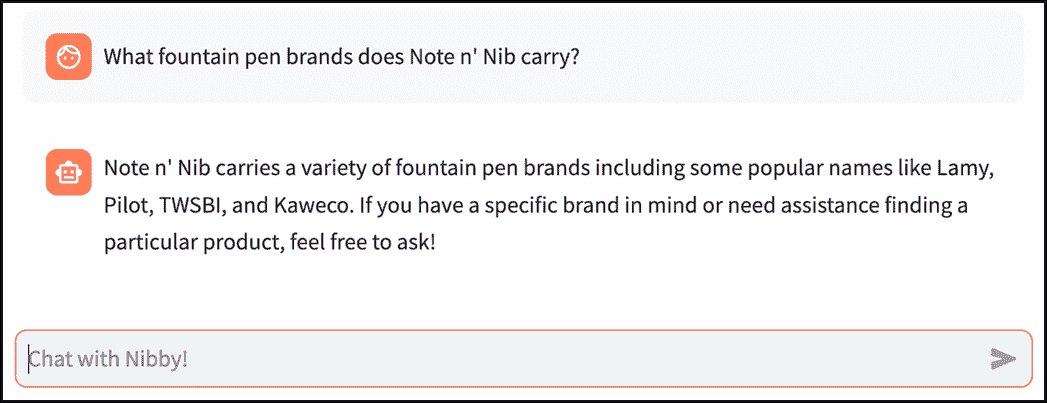 What fountain pen brands does Note n' Nib carry?
Note n' Nib carries a variety of fountain pen brands including some popular names like Lamy,
Pilot, TWSBI, and Kaweco. If you have a specific brand in mind or need assistance finding a
particular product, feel free to ask!
Chat with Nibby!